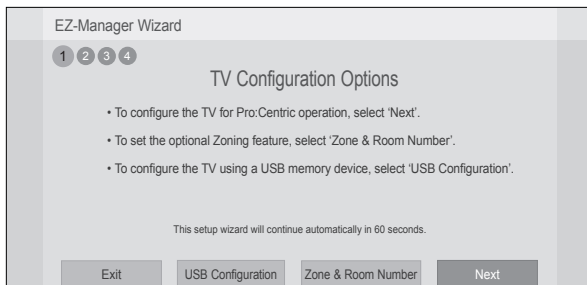 EZ-Manager Wizard
1 2 3 4
TV Configuration Options
• To configure the TV for Pro:Centric operation, select ‘Next’.
• To set the optional Zoning feature, select ‘Zone & Room Number’.
• To configure the TV using a USB memory device, select ‘USB Configuration’.
This setup wizard will continue automatically in 60 seconds.
Exit USB Configuration Zone & Room Number Next